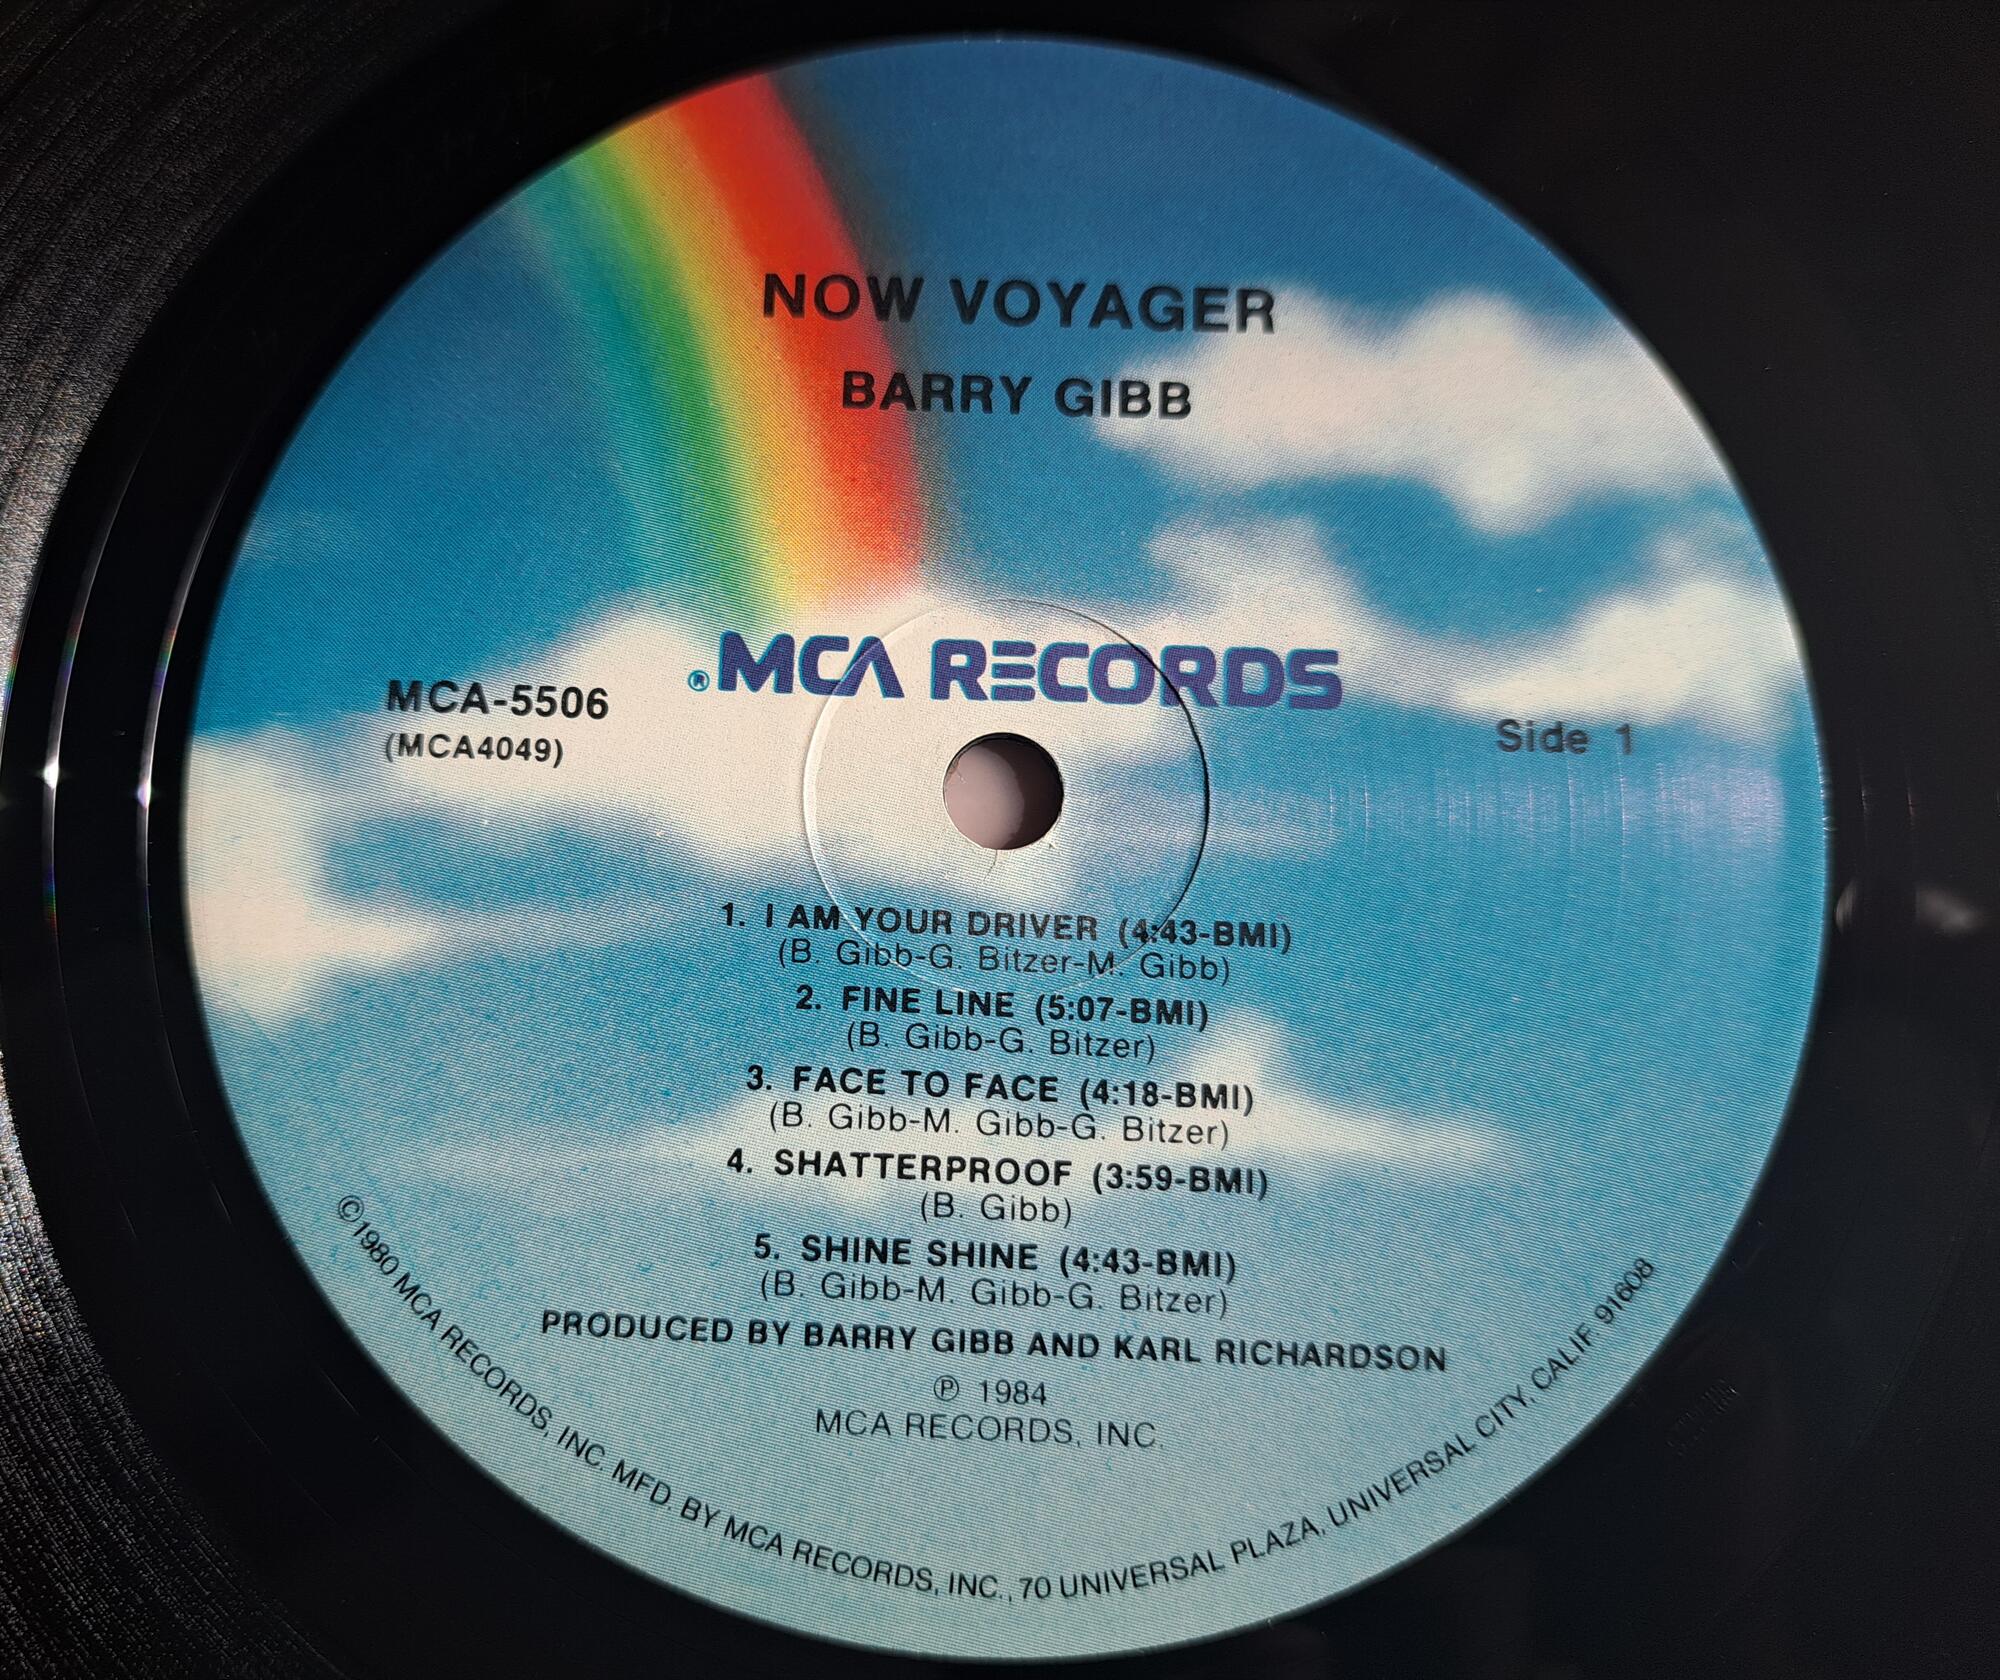 NOW VOYAGER
BARRY GIBB
®MCA RECORDS
MCA-5506
(MCA4049)
Side 1
1. I AM YOUR DRIVER (4:43-BMI)
(B. Gibb-G. Bitzer-M. Gibb)
2. FINE LINE (5:07-BMI)
(B. Gibb-G. Bitzer)
3. FACE TO FACE (4:18-BMI)
(B. Gibb-M. Gibb-G. Bitzer)
4. SHATTERPROOF (3:59-BMI)
(B. Gibb)
5. SHINE SHINE (4:43-BMI)
(B. Gibb-M. Gibb-G. Bitzer)
PRODUCED BY BARRY GIBB AND KARL RICHARDSON
℗ 1984
MCA RECORDS, INC.
©1980 MCA RECORDS, INC. MFD. BY MCA RECORDS, INC., 70 UNIVERSAL PLAZA, UNIVERSAL CITY, CALIF. 91608